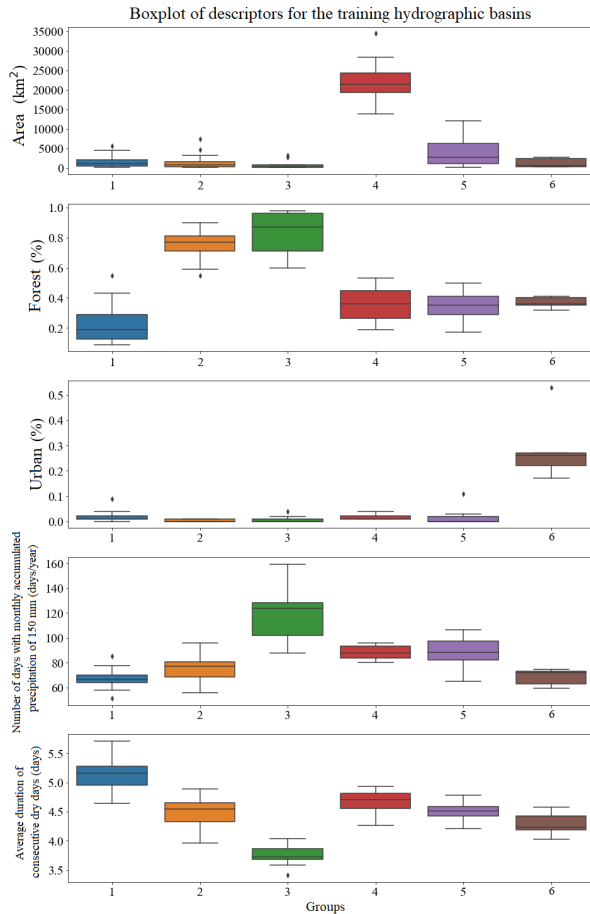 Boxplot of descriptors for the training hydrographic basins
35000
30000
25000
20000
15000
10000
5000
0
Area (km²)
1 2 3 4 5 6
1.0
0.8
0.6
0.4
0.2
Forest (%)
1 2 3 4 5 6
0.5
0.4
0.3
0.2
0.1
0.0
Urban (%)
1 2 3 4 5 6
160
140
120
100
80
60
Number of days with monthly accumulated
precipitation of 150 mm (days/year)
1 2 3 4 5 6
5.5
5.0
4.5
4.0
3.5
Average duration of
consecutive dry days (days)
1 2 3 4 5 6
Groups